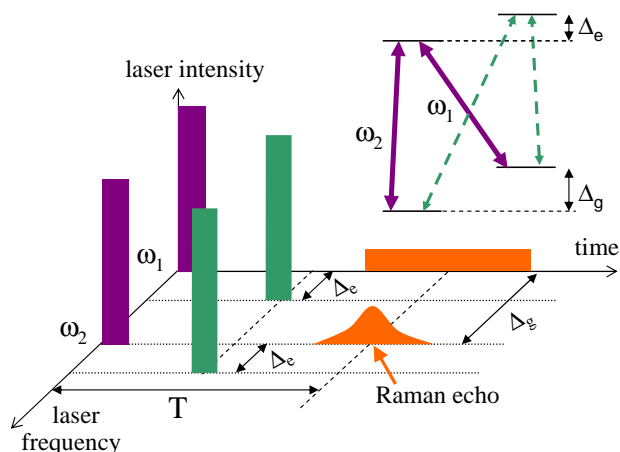 Δe
laser intensity
ω1
ω2
Δg
ω1
time
Δe
Δg
ω2
Δe
Raman echo
T
laser
frequency